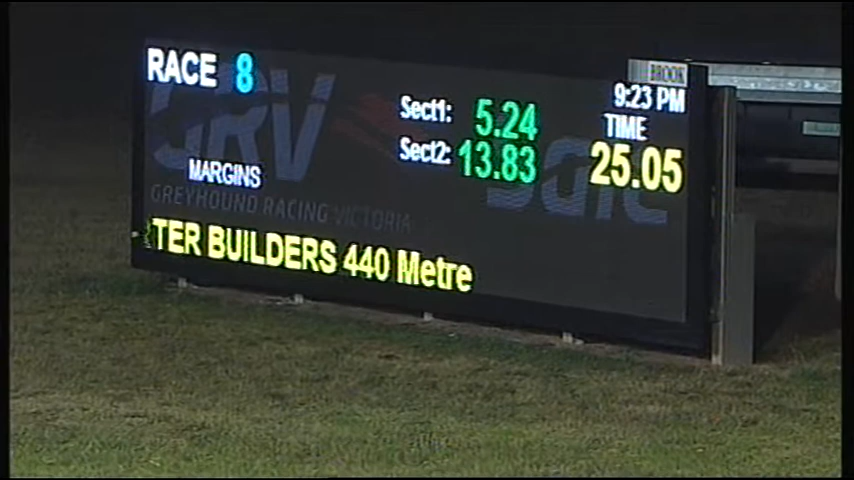 BROOK
RACE 8
9:23 PM
Sect1: 5.24
TIME
Sect2: 13.83
25.05
GRV
MARGINS
GREYHOUND RACING VICTORIA
TER BUILDERS 440 Metre